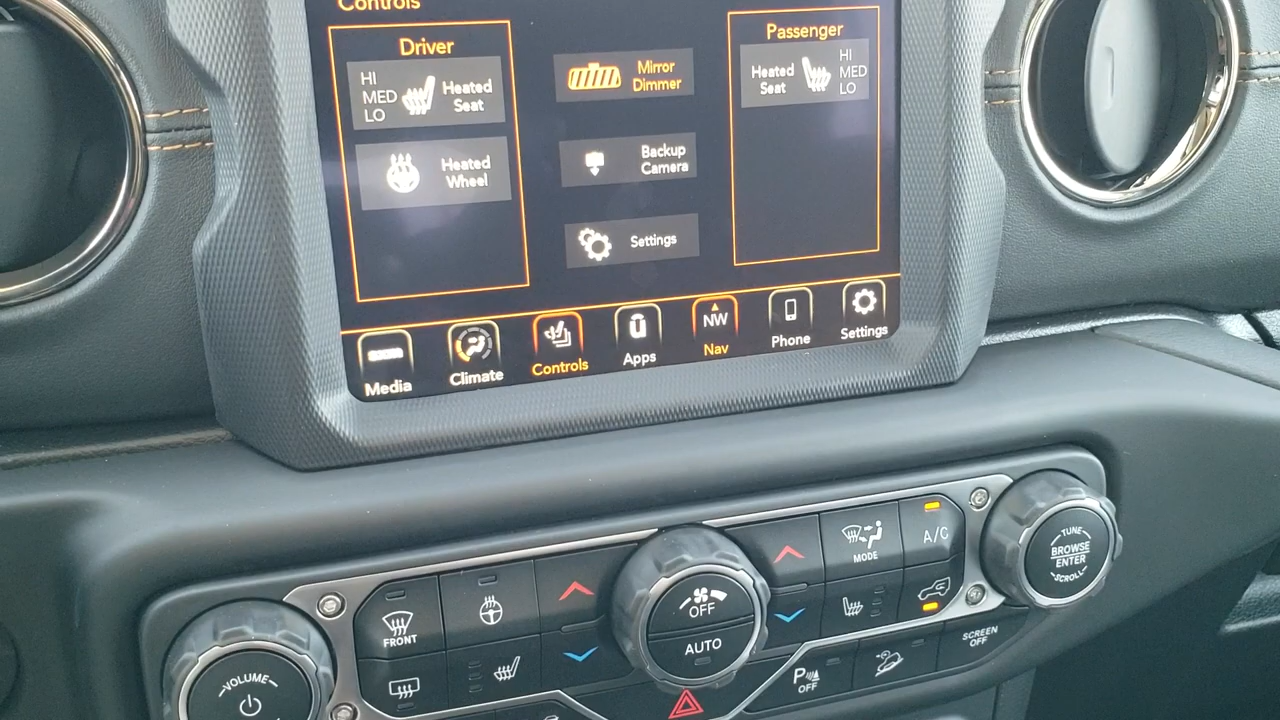 Controls
Driver
HI
MED
LO
Heated
Seat
Heated
Wheel
Mirror
Dimmer
Backup
Camera
Settings
Passenger
Heated
Seat
HI
MED
LO
Media
Climate
Controls
Apps
NW
Nav
Phone
Settings
VOLUME
FRONT
OFF
AUTO
MODE
A/C
TUNE
BROWSE
ENTER
SCROLL
P OFF
SCREEN
OFF